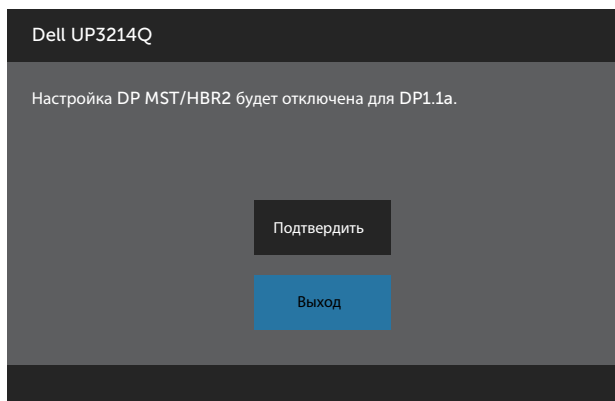 Dell UP3214Q
Настройка DP MST/HBR2 будет отключена для DP1.1a.
Подтвердить
Выход